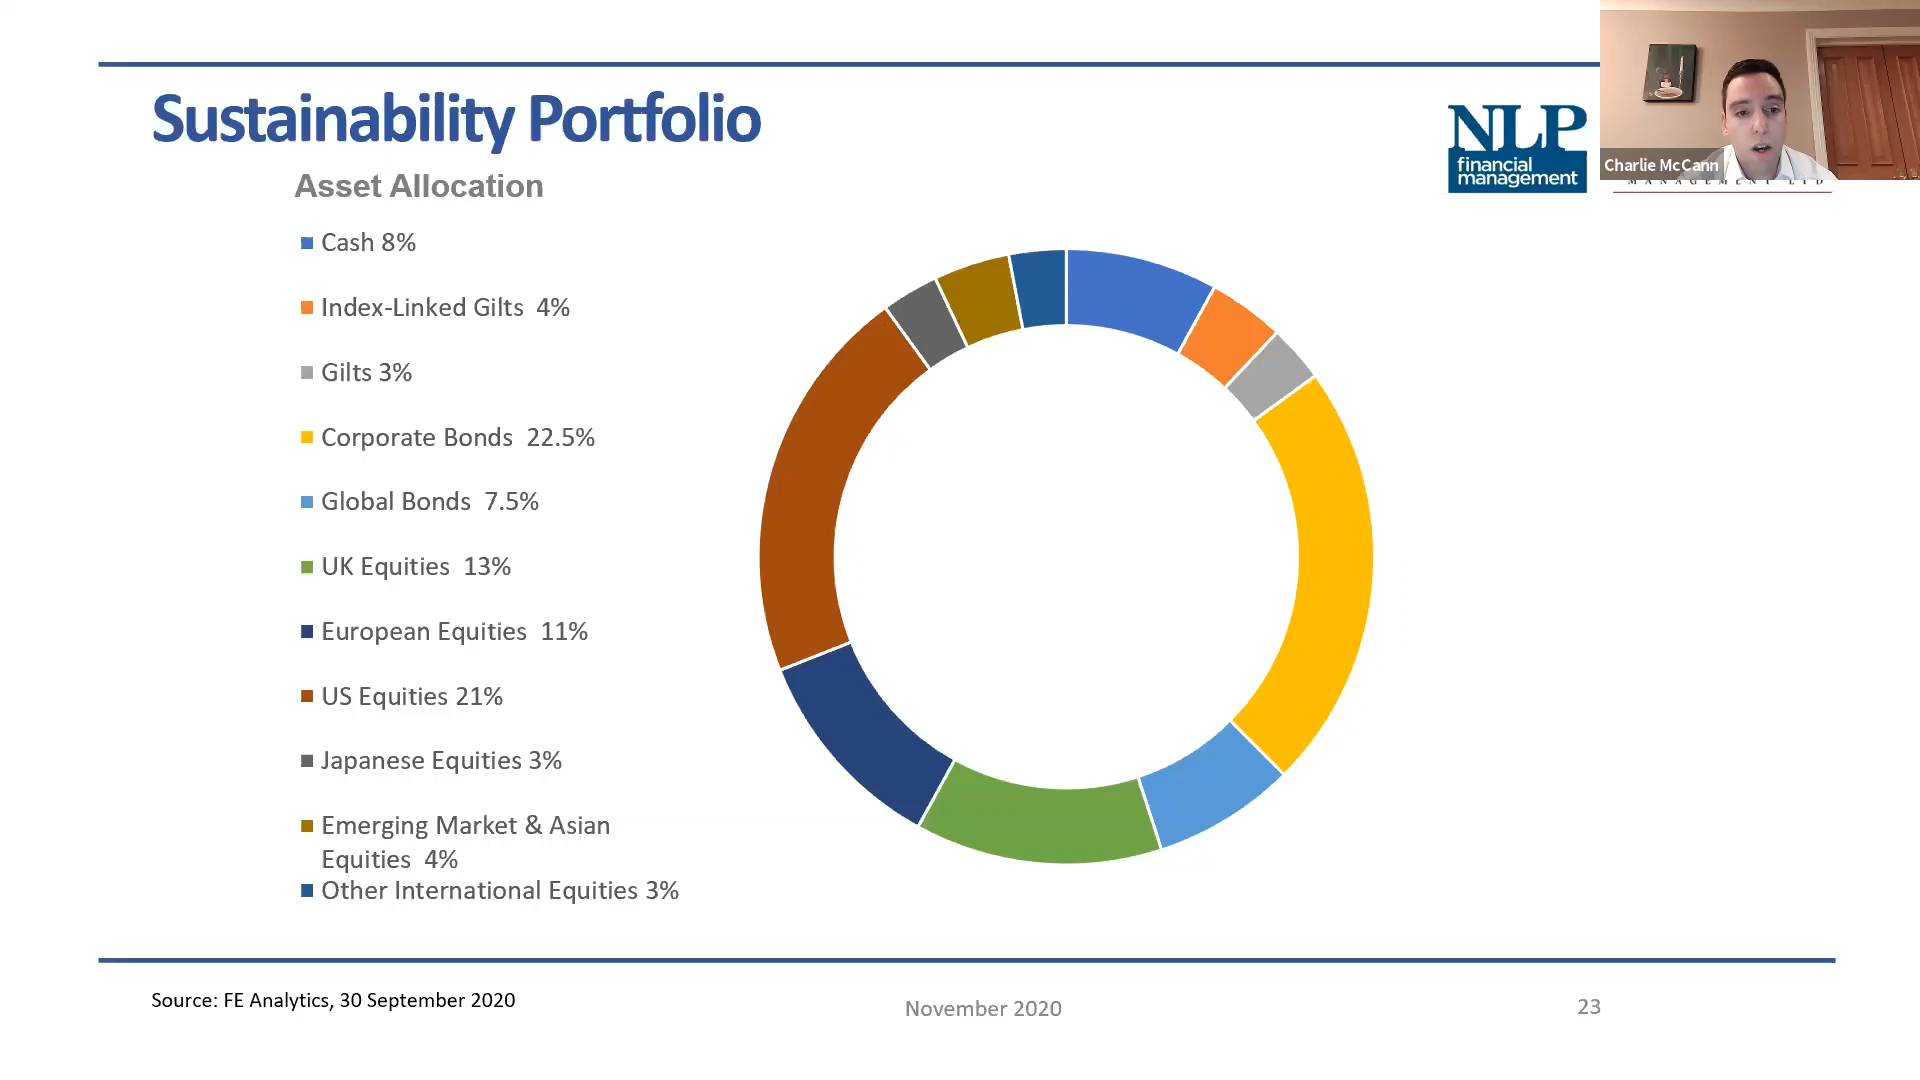 Sustainability Portfolio
Asset Allocation
Cash 8%
Index-Linked Gilts 4%
Gilts 3%
Corporate Bonds 22.5%
Global Bonds 7.5%
UK Equities 13%
European Equities 11%
US Equities 21%
Japanese Equities 3%
Emerging Market & Asian
Equities 4%
Other International Equities 3%
NLP
financial
management
Charlie McCann
MANAGEMENT LTD
Source: FE Analytics, 30 September 2020
November 2020
23